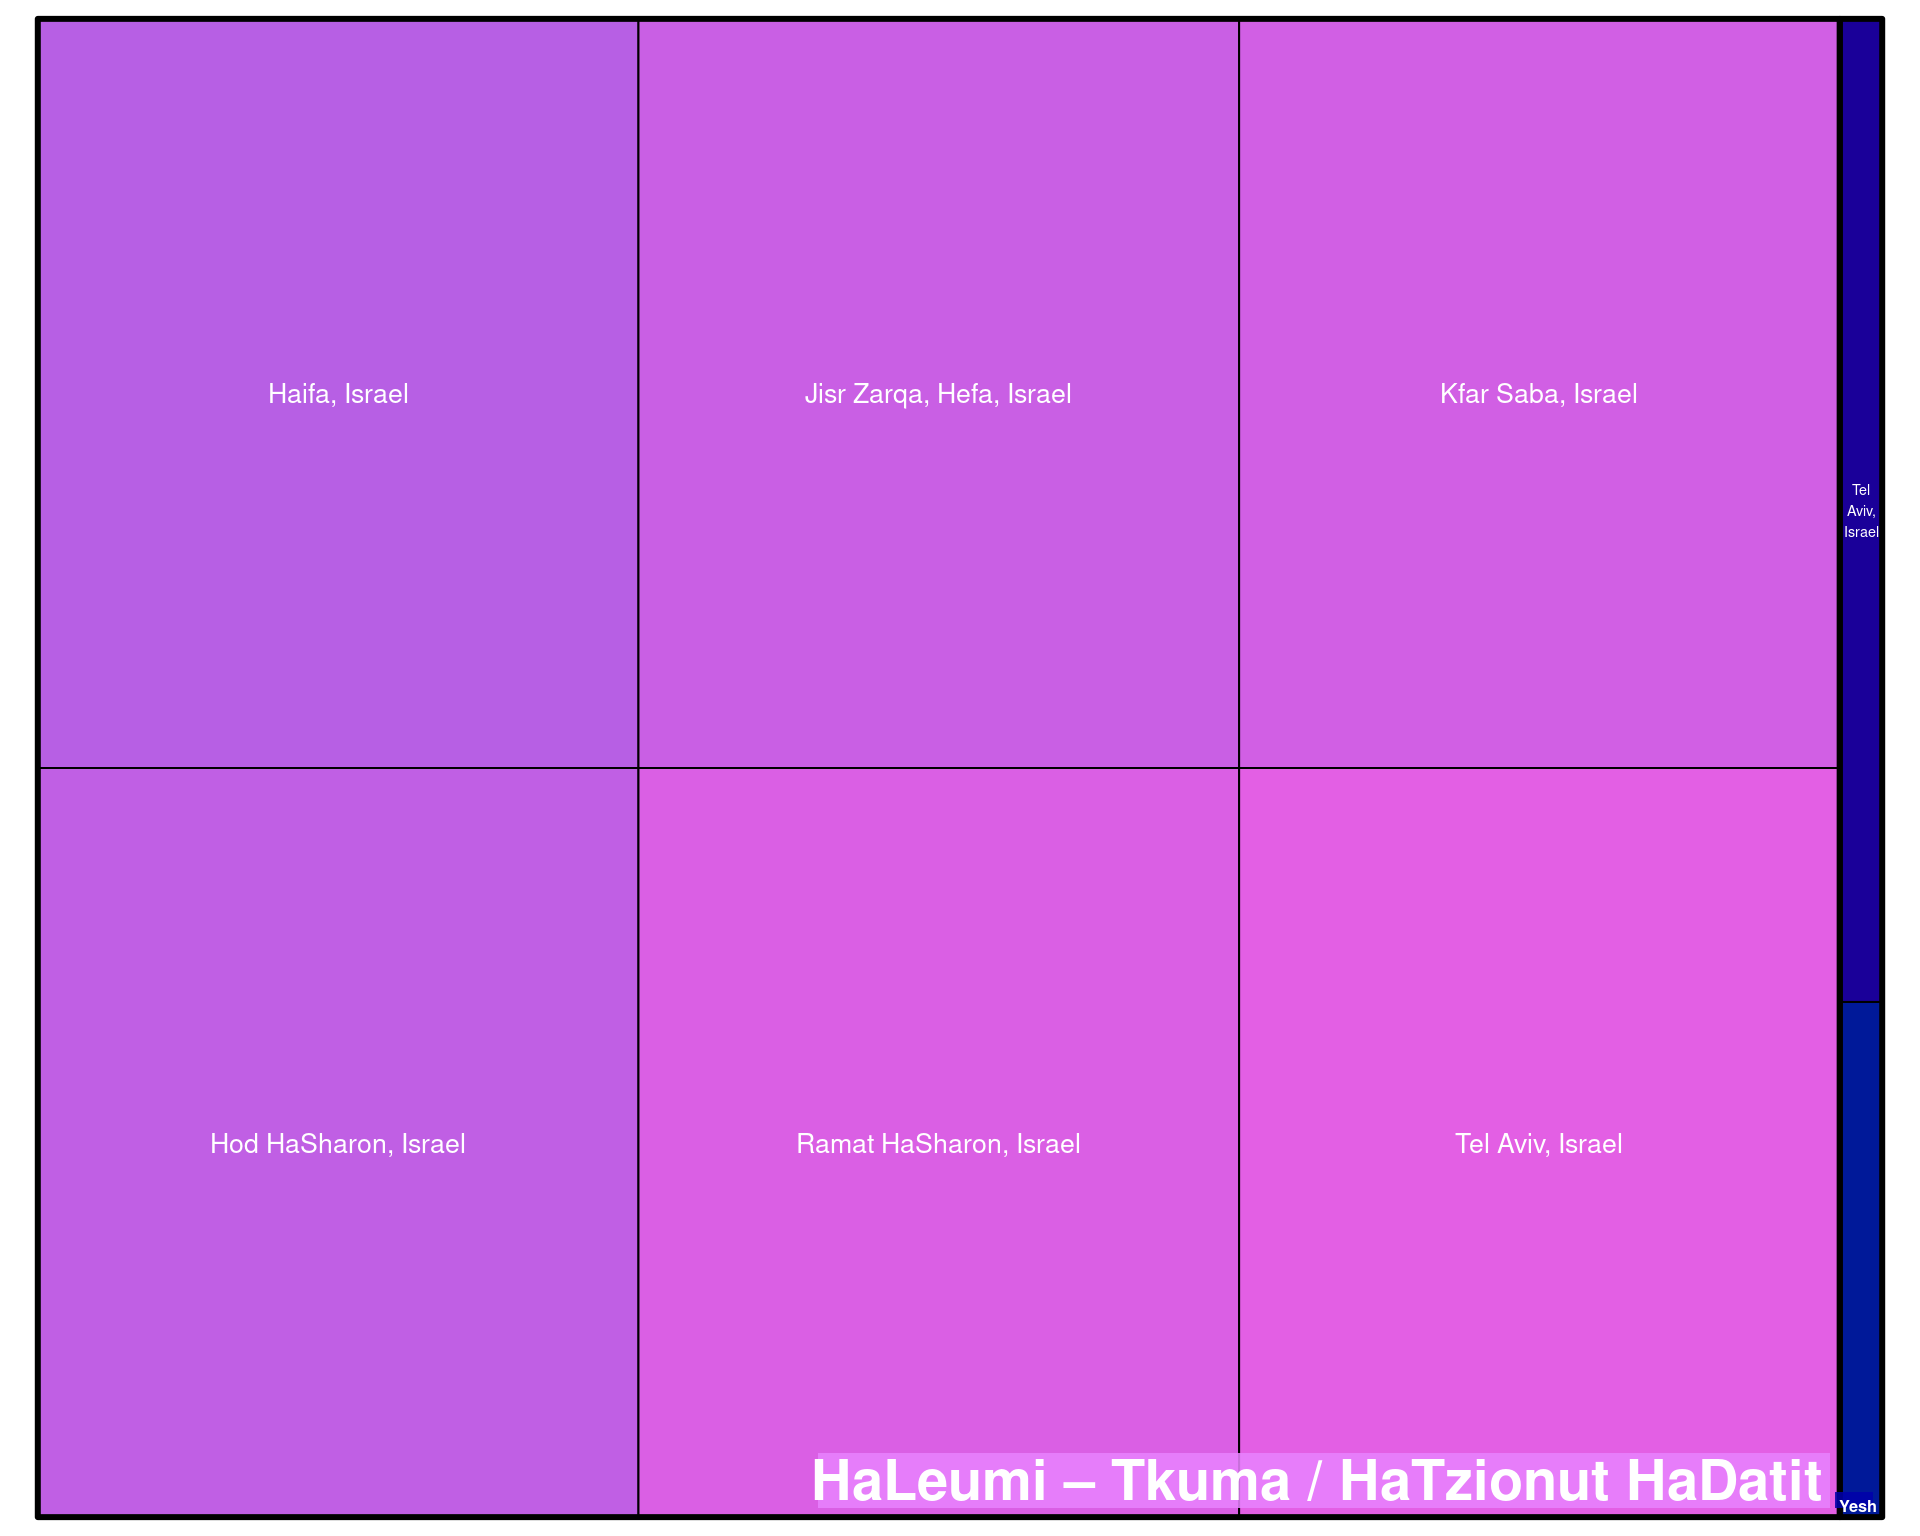 Haifa, Israel
Jisr Zarqa, Hefa, Israel
Kfar Saba, Israel
Tel
Aviv,
Israel
Hod HaSharon, Israel
Ramat HaSharon, Israel
Tel Aviv, Israel
HaLeumi – Tkuma / HaTzionut HaDatit
Yesh